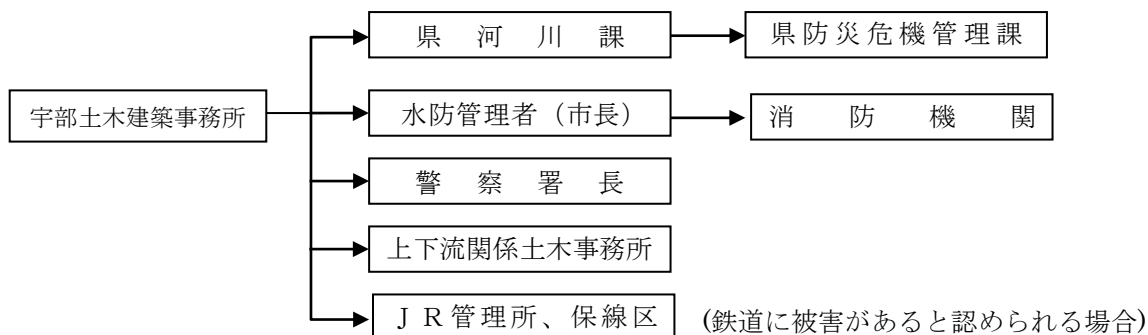 県河川課
県防災危機管理課
宇部土木建築事務所
水防管理者（市長）
消防機関
警察署長
上下流関係土木事務所
ＪＲ管理所、保線区
(鉄道に被害があると認められる場合)